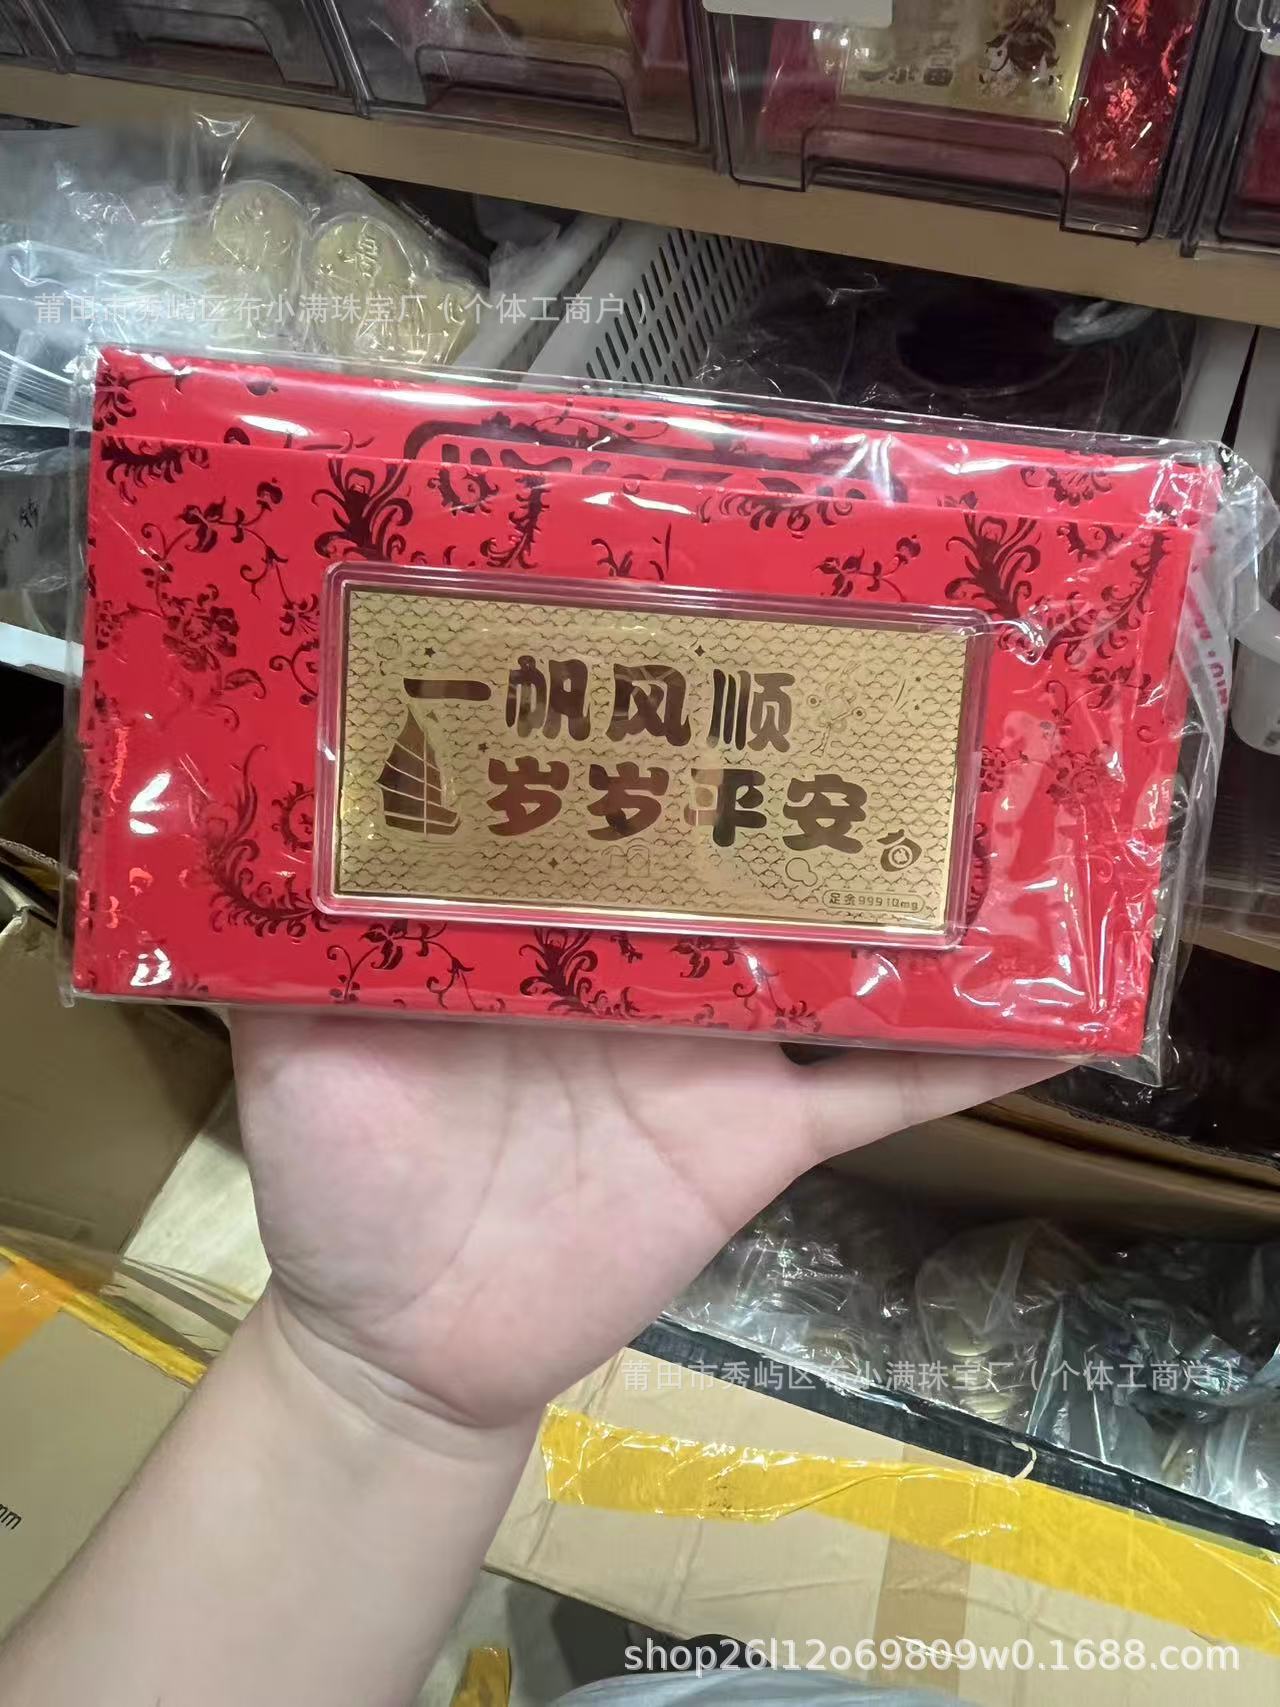 莆田市秀屿区布小满珠宝厂（个体工商户）
一帆风顺
岁岁平安
足金999 10mg
莆田市秀屿区布小满珠宝厂（个体工商户）
mm
shop26l12o69809w0.1688.com